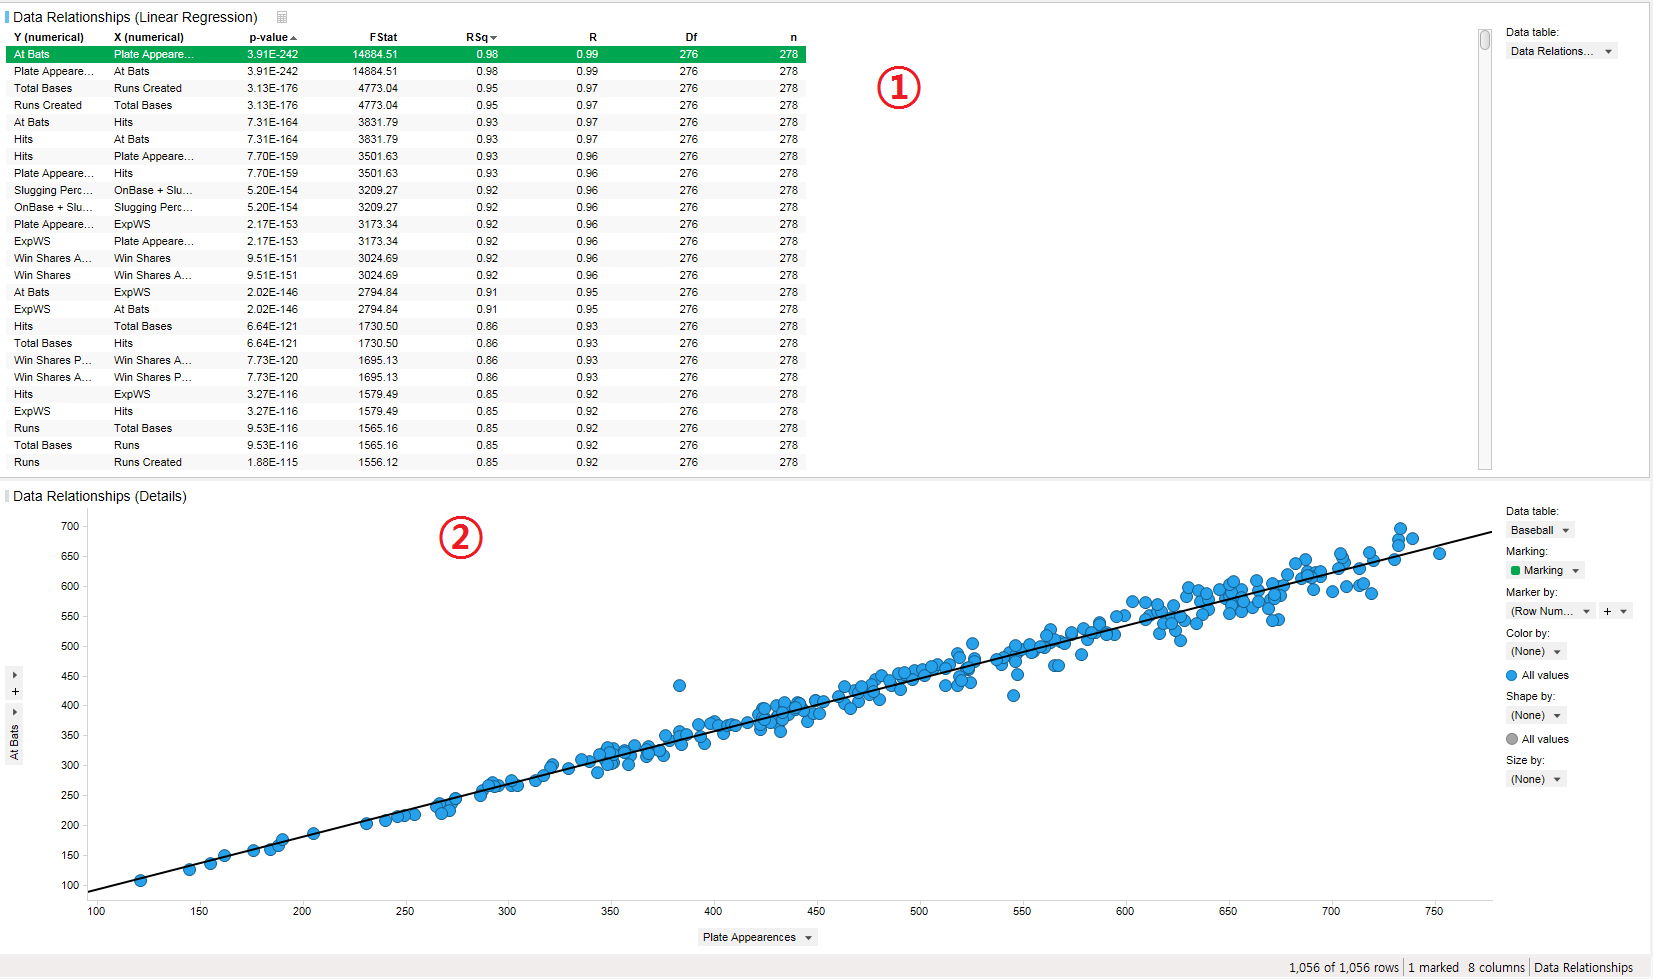 Data Relationships (Linear Regression)
Y (numerical) X (numerical) p-value FStat RSq R Df n
At Bats Plate Appeare... 3.91E-242 14884.51 0.98 0.99 276 278
Plate Appeare... At Bats 3.91E-242 14884.51 0.98 0.99 276 278
Total Bases Runs Created 3.13E-176 4773.04 0.95 0.97 276 278
Runs Created Total Bases 3.13E-176 4773.04 0.95 0.97 276 278
At Bats Hits 7.31E-164 3831.79 0.93 0.97 276 278
Hits At Bats 7.31E-164 3831.79 0.93 0.97 276 278
Hits Plate Appeare... 7.70E-159 3501.63 0.93 0.96 276 278
Plate Appeare... Hits 7.70E-159 3501.63 0.93 0.96 276 278
Slugging Perc... OnBase + Slu... 5.20E-154 3209.27 0.92 0.96 276 278
OnBase + Slu... Slugging Perc... 5.20E-154 3209.27 0.92 0.96 276 278
Plate Appeare... ExpWS 2.17E-153 3173.34 0.92 0.96 276 278
ExpWS Plate Appeare... 2.17E-153 3173.34 0.92 0.96 276 278
Win Shares A... Win Shares 9.51E-151 3024.69 0.92 0.96 276 278
Win Shares Win Shares A... 9.51E-151 3024.69 0.92 0.96 276 278
At Bats ExpWS 2.02E-146 2794.84 0.91 0.95 276 278
ExpWS At Bats 2.02E-146 2794.84 0.91 0.95 276 278
Hits Total Bases 6.64E-121 1730.50 0.86 0.93 276 278
Total Bases Hits 6.64E-121 1730.50 0.86 0.93 276 278
Win Shares P... Win Shares A... 7.73E-120 1695.13 0.86 0.93 276 278
Win Shares A... Win Shares P... 7.73E-120 1695.13 0.86 0.93 276 278
Hits ExpWS 3.27E-116 1579.49 0.85 0.92 276 278
ExpWS Hits 3.27E-116 1579.49 0.85 0.92 276 278
Runs Total Bases 9.53E-116 1565.16 0.85 0.92 276 278
Total Bases Runs 9.53E-116 1565.16 0.85 0.92 276 278
Runs Runs Created 1.88E-115 1556.12 0.85 0.92 276 278
①
Data table:
Data Relations...
Data Relationships (Details)
②
700
650
600
550
500
450
400
350
300
250
200
150
100
+
At Bats
100 150 200 250 300 350 400 450 500 550 600 650 700 750
Plate Appearences
Data table:
Baseball
Marking:
Marking
Marker by:
(Row Num... +
Color by:
(None)
All values
Shape by:
(None)
All values
Size by:
(None)
1,056 of 1,056 rows 1 marked 8 columns Data Relationships